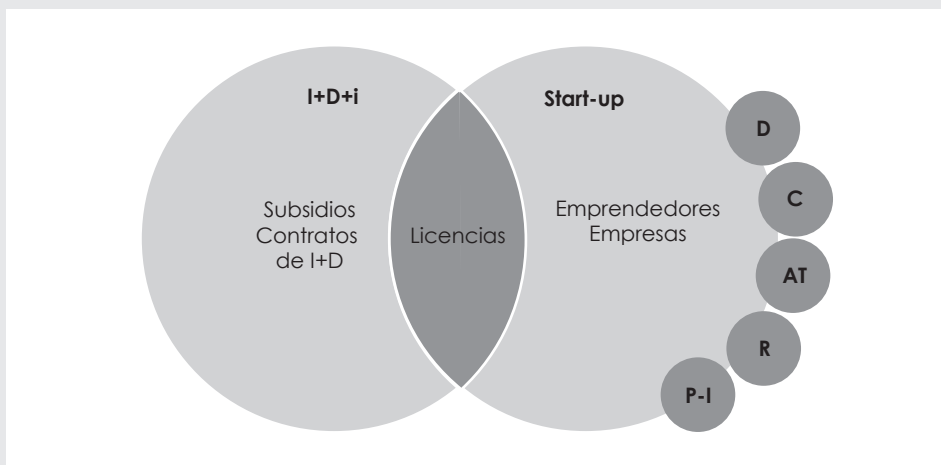 I+D+i
Subsidios
Contratos
de I+D
Licencias
Start-up
Emprendedores
Empresas
D
C
AT
R
P-I